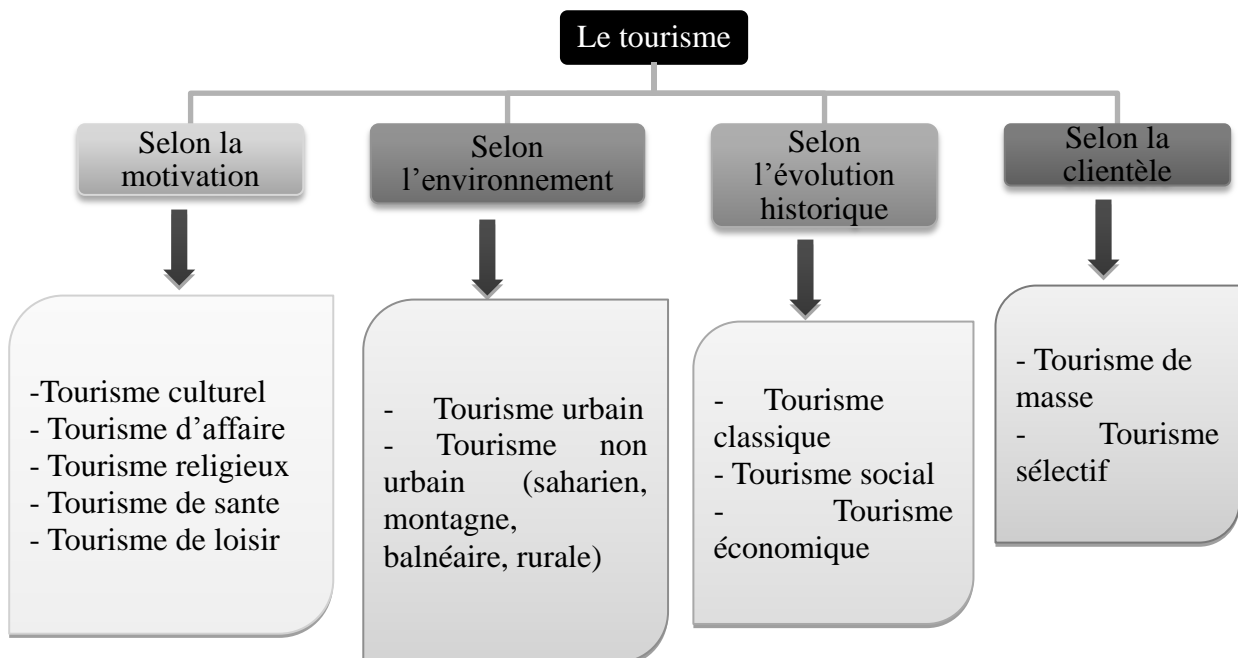 Le tourisme
Selon la
motivation
Selon
l’environnement
Selon
l’évolution
historique
Selon la
clientèle
-Tourisme culturel
- Tourisme d’affaire
- Tourisme religieux
- Tourisme de sante
- Tourisme de loisir
- Tourisme urbain
- Tourisme non
urbain (saharien,
montagne,
balnéaire, rurale)
- Tourisme
classique
- Tourisme social
- Tourisme
économique
- Tourisme de
masse
- Tourisme
sélectif